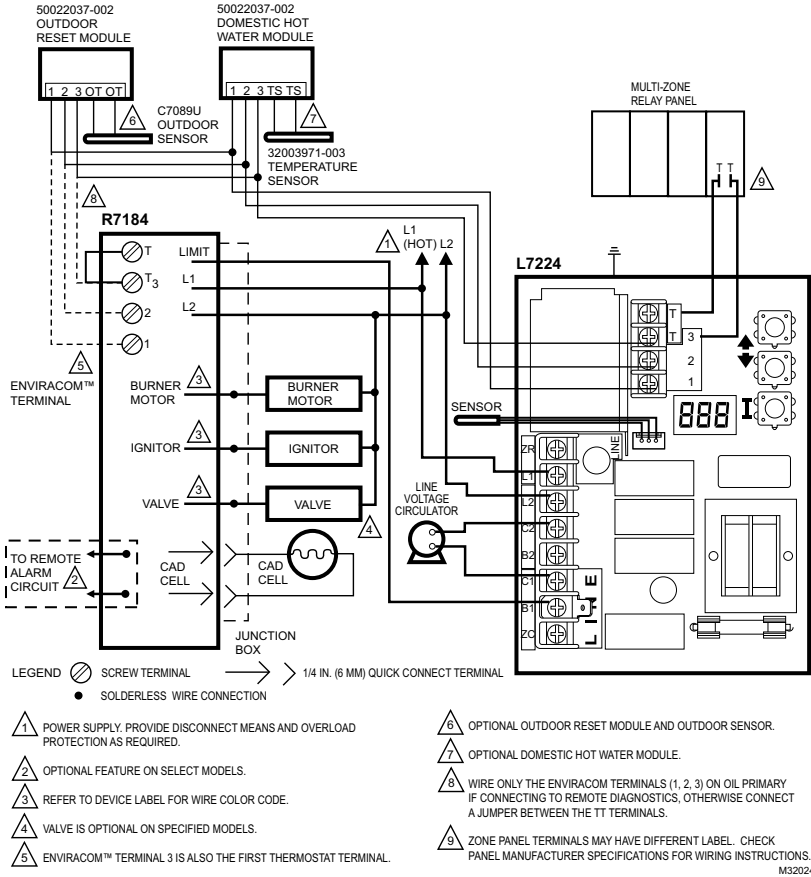 50022037-002
OUTDOOR
RESET MODULE
50022037-002
DOMESTIC HOT
WATER MODULE
1 2 3 OT OT
1 2 3 TS TS
6
C7089U
OUTDOOR
SENSOR
7
32003971-003
TEMPERATURE
SENSOR
MULTI-ZONE
RELAY PANEL
T T
9
8
R7184
T
T3
2
1
LIMIT
L1
L2
1
L1
(HOT) L2
5
ENVIRACOM™
TERMINAL
BURNER
MOTOR
3
BURNER
MOTOR
IGNITOR
3
IGNITOR
VALVE
3
VALVE
4
TO REMOTE
ALARM
CIRCUIT
2
CAD
CELL
CAD
CELL
JUNCTION
BOX
L7224
T
T
3
2
1
SENSOR
888
LINE
ZR
L1
L2
C2
B2
C1
B1
ZC
LINE
LINE
VOLTAGE
CIRCULATOR
LEGEND SCREW TERMINAL 1/4 IN. (6 MM) QUICK CONNECT TERMINAL
SOLDERLESS WIRE CONNECTION
1 POWER SUPPLY. PROVIDE DISCONNECT MEANS AND OVERLOAD
PROTECTION AS REQUIRED.
2 OPTIONAL FEATURE ON SELECT MODELS.
3 REFER TO DEVICE LABEL FOR WIRE COLOR CODE.
4 VALVE IS OPTIONAL ON SPECIFIED MODELS.
5 ENVIRACOM™ TERMINAL 3 IS ALSO THE FIRST THERMOSTAT TERMINAL.
6 OPTIONAL OUTDOOR RESET MODULE AND OUTDOOR SENSOR.
7 OPTIONAL DOMESTIC HOT WATER MODULE.
8 WIRE ONLY THE ENVIRACOM TERMINALS (1, 2, 3) ON OIL PRIMARY
IF CONNECTING TO REMOTE DIAGNOSTICS, OTHERWISE CONNECT
A JUMPER BETWEEN THE TT TERMINALS.
9 ZONE PANEL TERMINALS MAY HAVE DIFFERENT LABEL. CHECK
PANEL MANUFACTURER SPECIFICATIONS FOR WIRING INSTRUCTIONS.